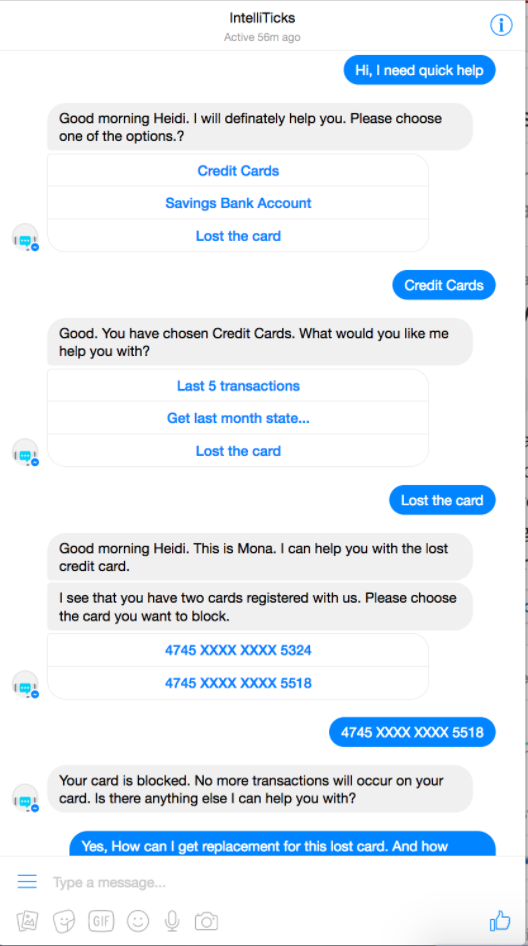 IntelliTicks
Active 56m ago
Hi, I need quick help
Good morning Heidi. I will definately help you. Please choose
one of the options.?
Credit Cards
Savings Bank Account
Lost the card
Credit Cards
Good. You have chosen Credit Cards. What would you like me
help you with?
Last 5 transactions
Get last month state...
Lost the card
Lost the card
Good morning Heidi. This is Mona. I can help you with the lost
credit card.
I see that you have two cards registered with us. Please choose
the card you want to block.
4745 XXXX XXXX 5324
4745 XXXX XXXX 5518
4745 XXXX XXXX 5518
Your card is blocked. No more transactions will occur on your
card. Is there anything else I can help you with?
Yes, How can I get replacement for this lost card. And how
Type a message...
GIF